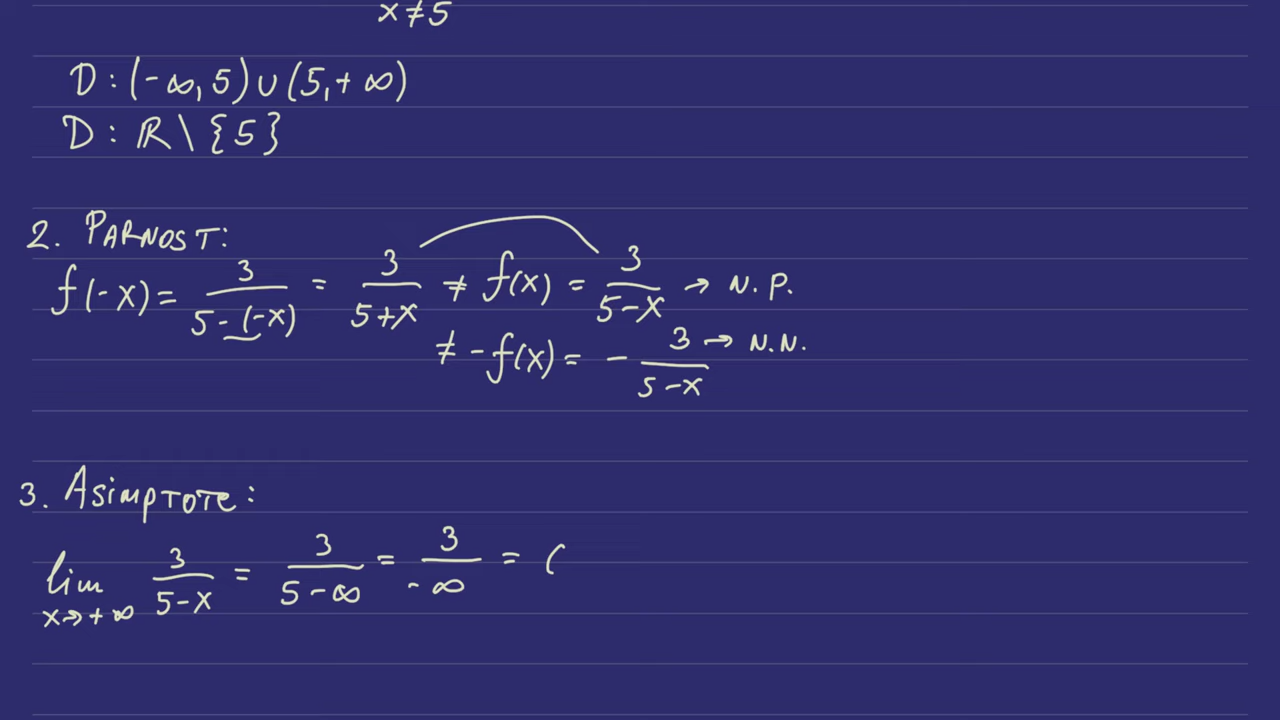 x ≠ 5
D : (-∞, 5) ∪ (5, + ∞)
D : ℝ \ {5}
2. PARNOST:
f(-x) = 3/(5-(-x)) = 3/(5+x) ≠ f(x) = 3/(5-x) → N.P.
≠ -f(x) = - 3/(5-x) → N.N.
3. ASIMPTOTE:
lim x→+∞ 3/(5-x) = 3/(5-∞) = 3/(-∞) = (